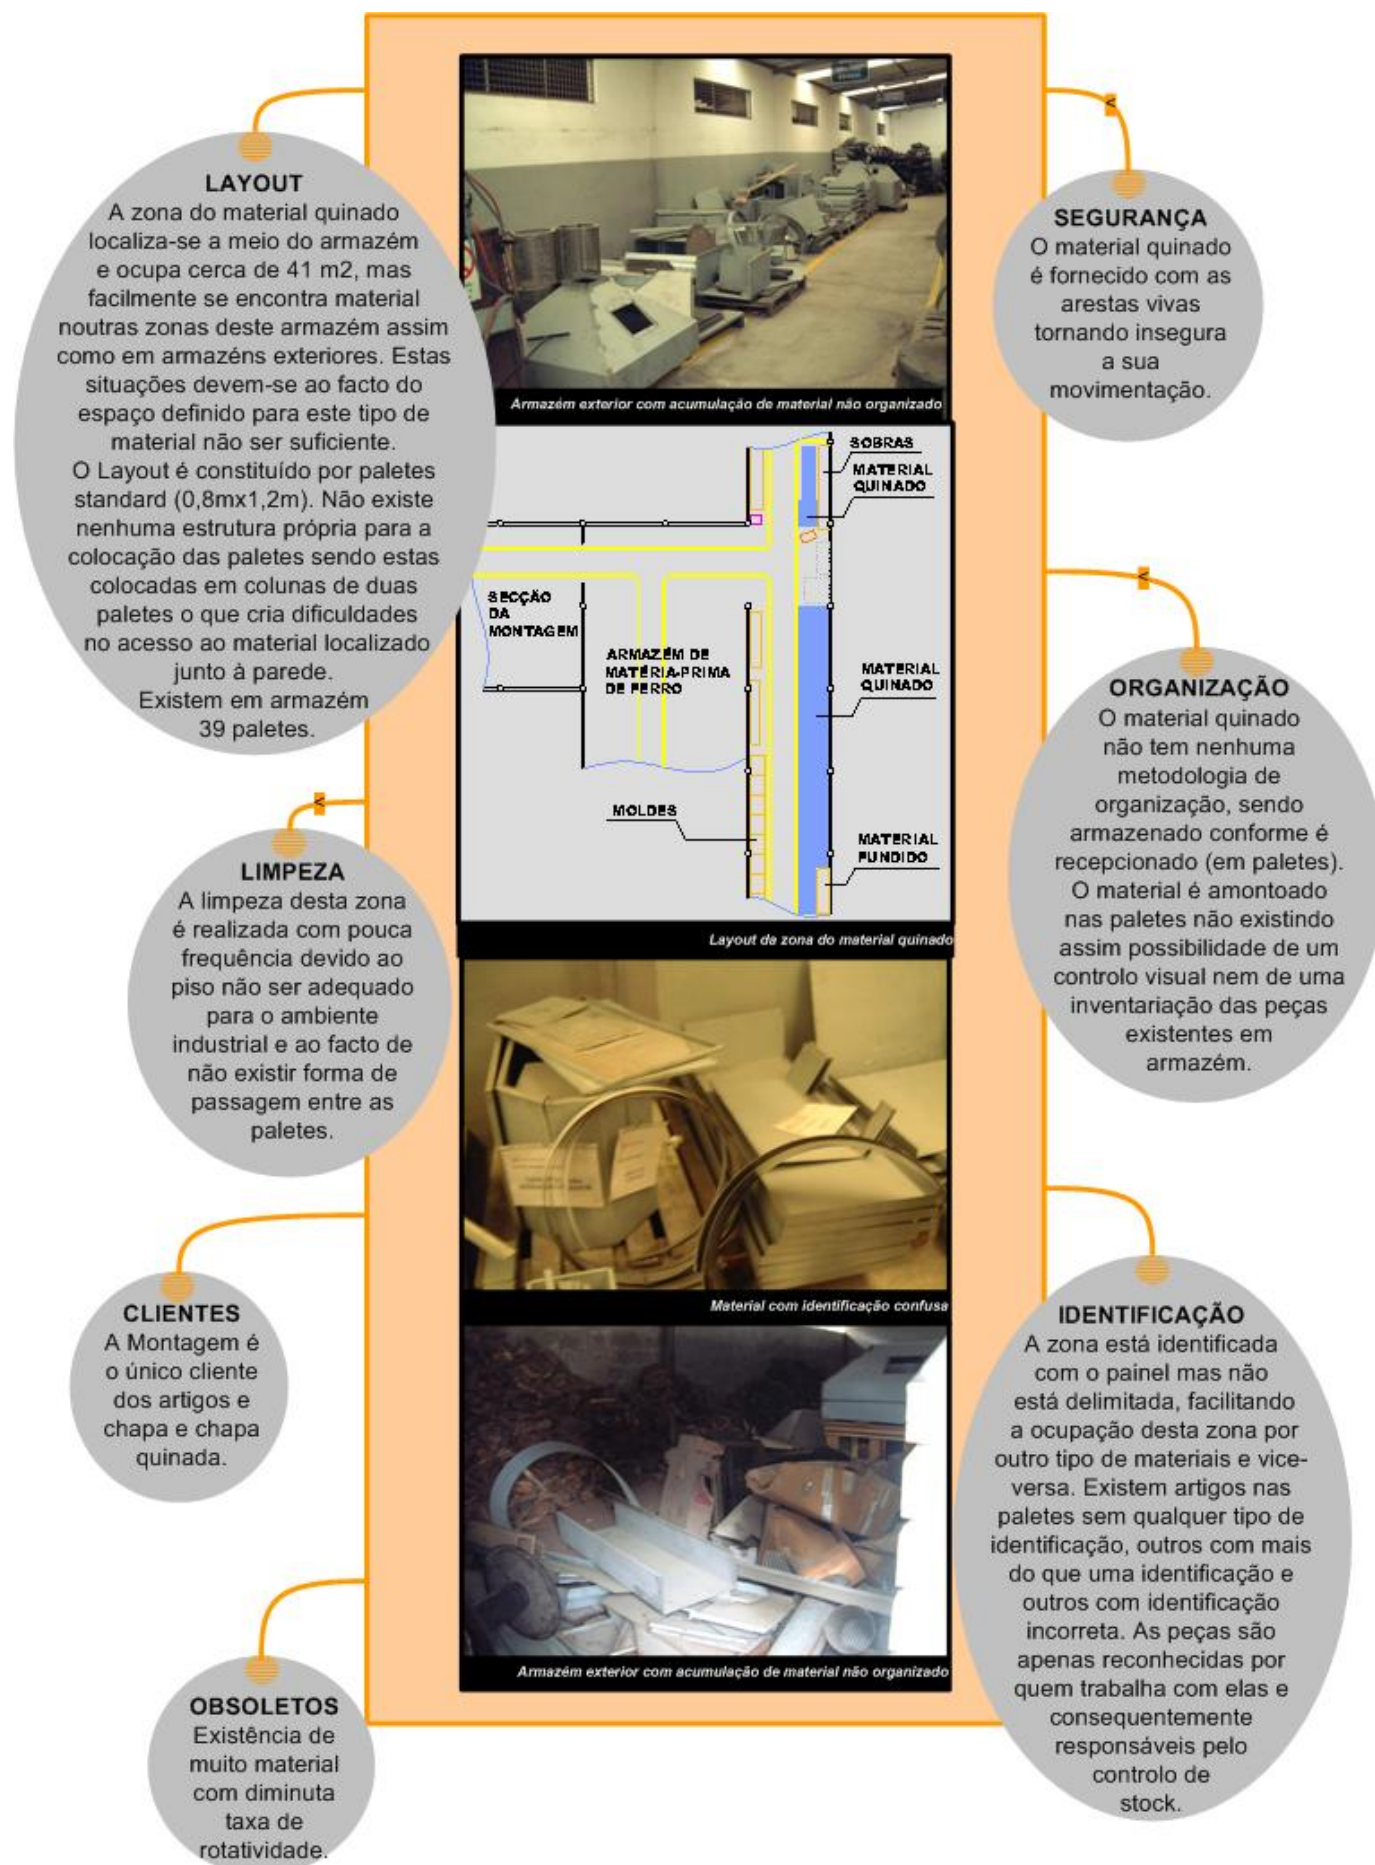 LAYOUT
A zona do material quinado
localiza-se a meio do armazém
e ocupa cerca de 41 m2, mas
facilmente se encontra material
noutras zonas deste armazém assim
como em armazéns exteriores. Estas
situações devem-se ao facto do
espaço definido para este tipo de
material não ser suficiente.
O Layout é constituído por paletes
standard (0,8mx1,2m). Não existe
nenhuma estrutura própria para a
colocação das paletes sendo estas
colocadas em colunas de duas
paletes o que cria dificuldades
no acesso ao material localizado
junto à parede.
Existem em armazém
39 paletes.
LIMPEZA
A limpeza desta zona
é realizada com pouca
frequência devido ao
piso não ser adequado
para o ambiente
industrial e ao facto de
não existir forma de
passagem entre as
paletes.
CLIENTES
A Montagem é
o único cliente
dos artigos e
chapa e chapa
quinada.
OBSOLETOS
Existência de
muito material
com diminuta
taxa de
rotatividade.
Armazém exterior com acumulação de material não organizado
SOBRAS
MATERIAL
QUINADO
SECÇÃO
DA
MONTAGEM
ARMAZÉM DE
MATÉRIA-PRIMA
DE FERRO
MATERIAL
QUINADO
MOLDES
MATERIAL
FUNDIDO
Layout da zona do material quinado
Material com identificação confusa
Armazém exterior com acumulação de material não organizado
SEGURANÇA
O material quinado
é fornecido com as
arestas vivas
tornando insegura
a sua
movimentação.
ORGANIZAÇÃO
O material quinado
não tem nenhuma
metodologia de
organização, sendo
armazenado conforme é
recepcionado (em paletes).
O material é amontoado
nas paletes não existindo
assim possibilidade de um
controlo visual nem de uma
inventariação das peças
existentes em
armazém.
IDENTIFICAÇÃO
A zona está identificada
com o painel mas não
está delimitada, facilitando
a ocupação desta zona por
outro tipo de materiais e vice-
versa. Existem artigos nas
paletes sem qualquer tipo de
identificação, outros com mais
do que uma identificação e
outros com identificação
incorreta. As peças são
apenas reconhecidas por
quem trabalha com elas e
consequentemente
responsáveis pelo
controlo de
stock.